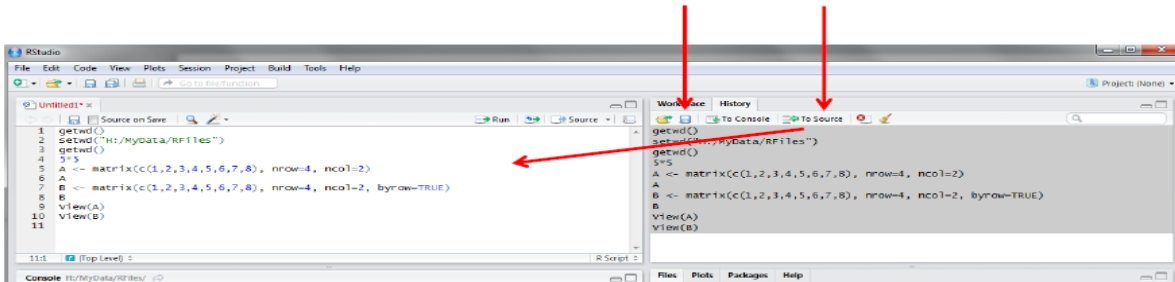 RStudio
File Edit Code View Plots Session Project Build Tools Help
Go to file/function
Project: (None)
Untitled1* ×
Source on Save
Run
Source
1 getwd()
2 setwd("H:/MyData/RFiles")
3 getwd()
4 5*5
5 A <- matrix(c(1,2,3,4,5,6,7,8), nrow=4, ncol=2)
6 A
7 B <- matrix(c(1,2,3,4,5,6,7,8), nrow=4, ncol=2, byrow=TRUE)
8 B
9 View(A)
10 View(B)
11
11:1 (Top Level) R Script
Console H:/MyData/RFiles/
Workspace History
To Console To Source
getwd()
setwd("H:/MyData/RFiles")
getwd()
5*5
A <- matrix(c(1,2,3,4,5,6,7,8), nrow=4, ncol=2)
A
B <- matrix(c(1,2,3,4,5,6,7,8), nrow=4, ncol=2, byrow=TRUE)
B
View(A)
View(B)
Files Plots Packages Help